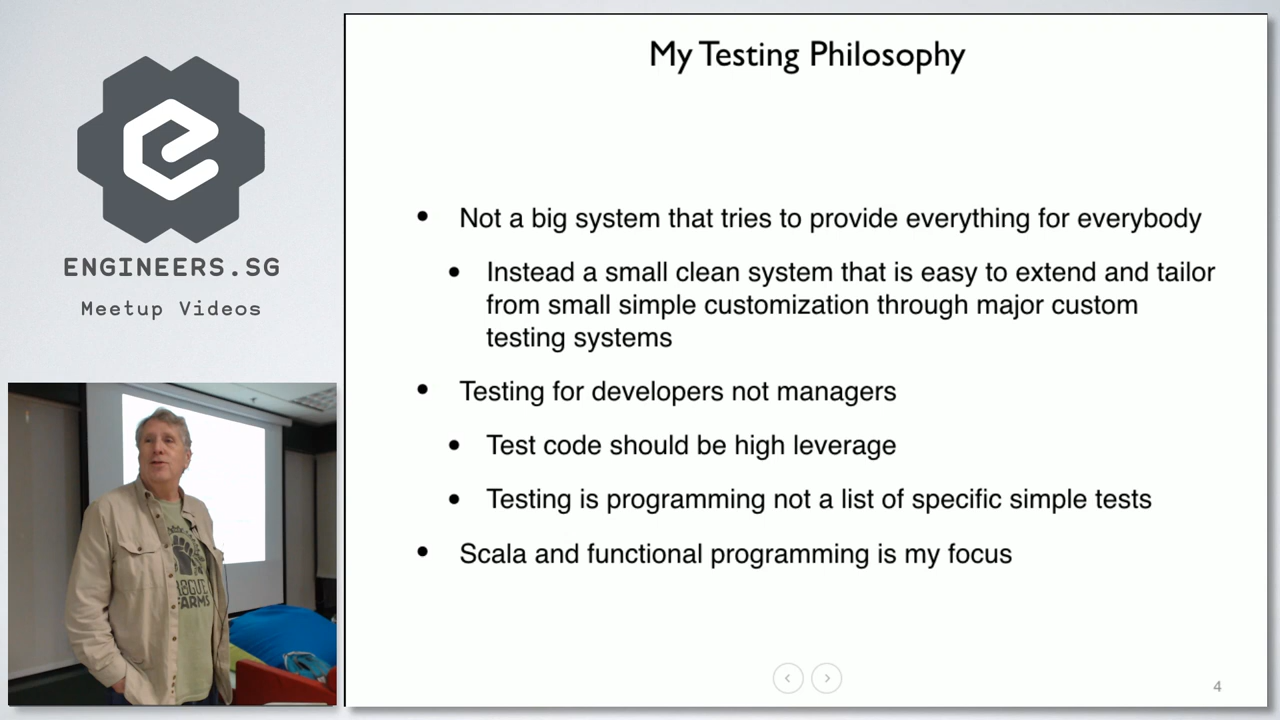 ENGINEERS.SG
Meetup Videos
My Testing Philosophy
• Not a big system that tries to provide everything for everybody
• Instead a small clean system that is easy to extend and tailor
from small simple customization through major custom
testing systems
• Testing for developers not managers
• Test code should be high leverage
• Testing is programming not a list of specific simple tests
• Scala and functional programming is my focus
4
FARMS